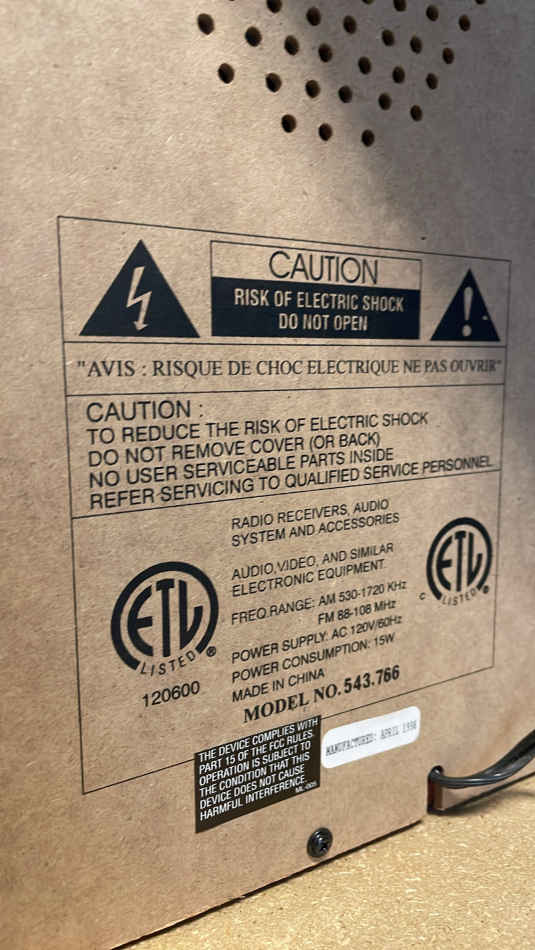 CAUTION
RISK OF ELECTRIC SHOCK
DO NOT OPEN
"AVIS : RISQUE DE CHOC ELECTRIQUE NE PAS OUVRIR"
CAUTION :
TO REDUCE THE RISK OF ELECTRIC SHOCK
DO NOT REMOVE COVER (OR BACK)
NO USER SERVICEABLE PARTS INSIDE
REFER SERVICING TO QUALIFIED SERVICE PERSONNEL
RADIO RECEIVERS, AUDIO
SYSTEM AND ACCESSORIES
AUDIO,VIDEO, AND SIMILAR
ELECTRONIC EQUIPMENT.
FREQ.RANGE: AM 530-1720 KHz
FM 88-108 MHz
POWER SUPPLY: AC 120V/60Hz
POWER CONSUMPTION: 15W
MADE IN CHINA
MODEL NO. 543.766
ETL
LISTED ®
120600
ETL
C LISTED ®
THE DEVICE COMPLIES WITH
PART 15 OF THE FCC RULES.
OPERATION IS SUBJECT TO
THE CONDITION THAT THIS
DEVICE DOES NOT CAUSE
HARMFUL INTERFERENCE.
ML-005
MANUFACTURED: APRIL 1998